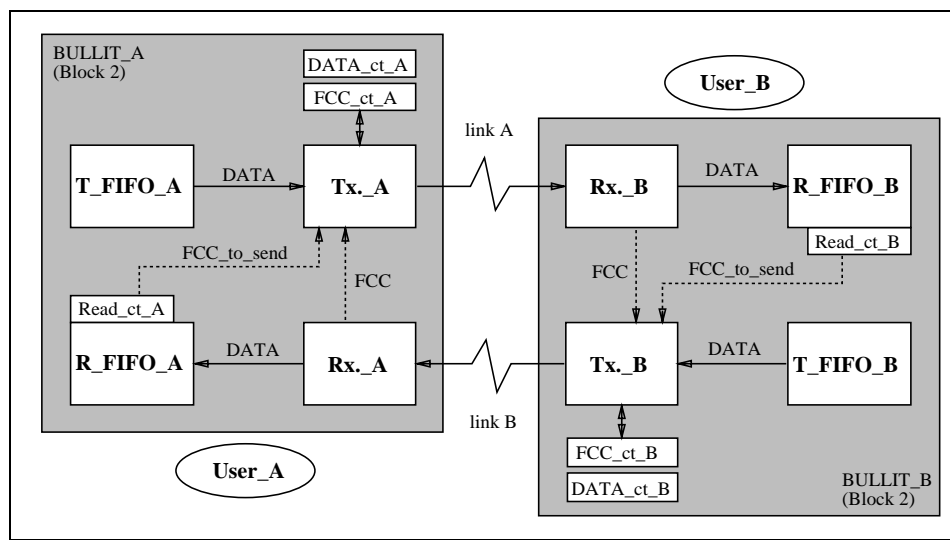 BULLIT_A
(Block 2)
DATA_ct_A
FCC_ct_A
User_B
link A
T_FIFO_A
DATA
Tx._A
Rx._B
DATA
R_FIFO_B
Read_ct_B
FCC_to_send
FCC
FCC
FCC_to_send
Read_ct_A
R_FIFO_A
DATA
Rx._A
Tx._B
DATA
T_FIFO_B
link B
User_A
FCC_ct_B
DATA_ct_B
BULLIT_B
(Block 2)